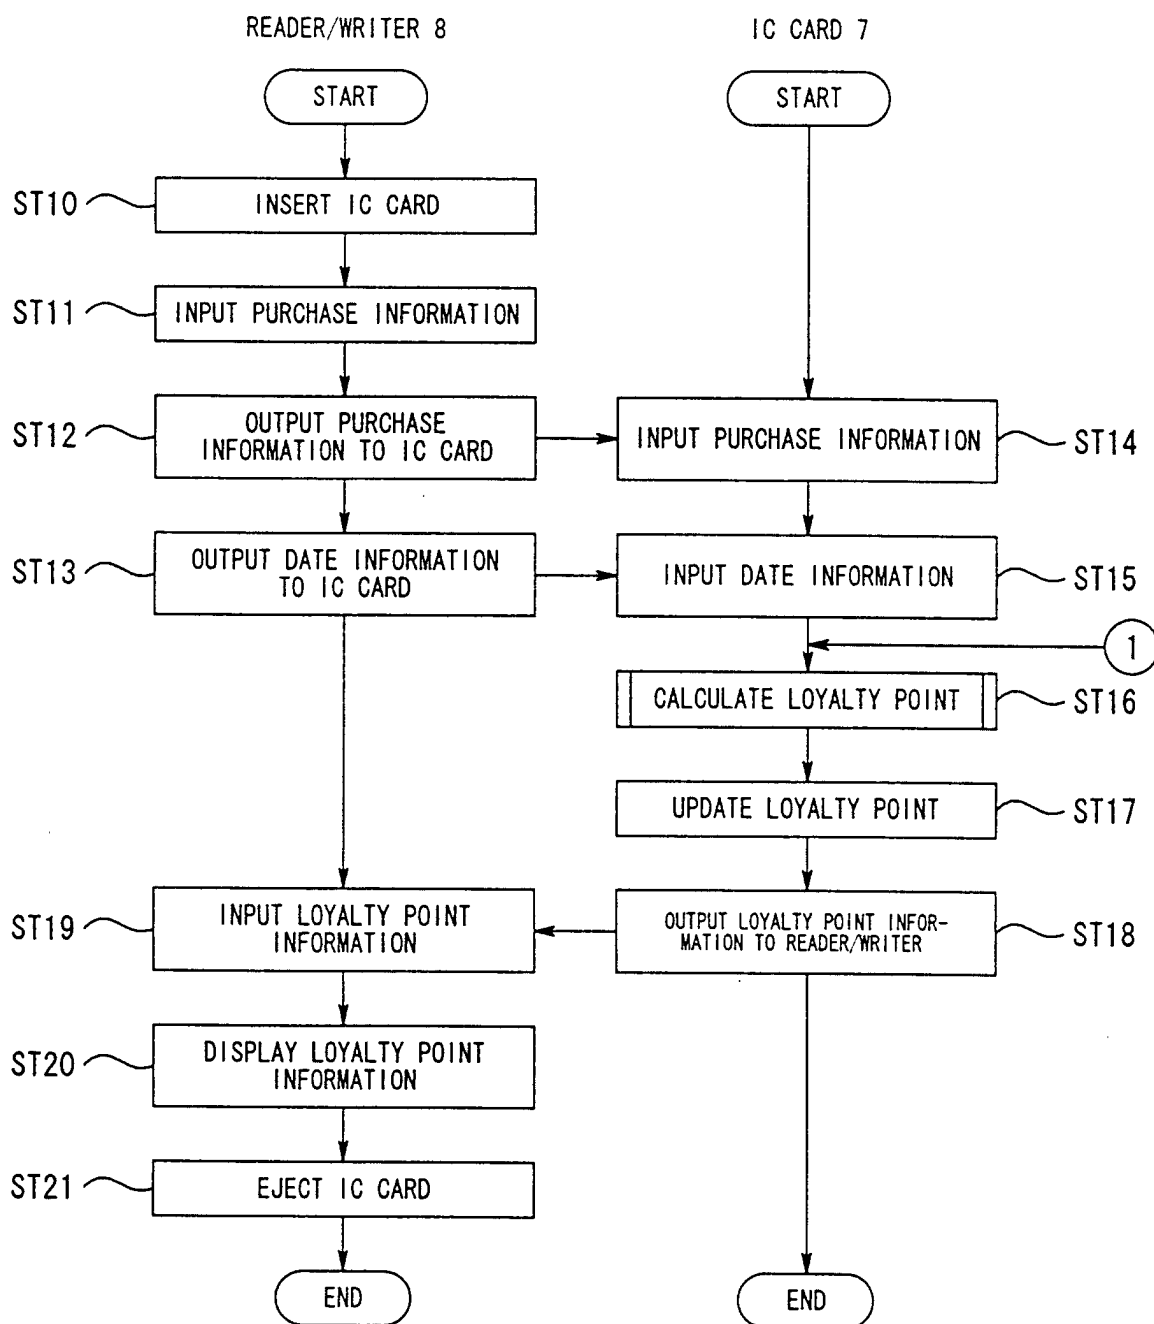 READER/WRITER 8
IC CARD 7
START
START
ST10
INSERT IC CARD
ST11
INPUT PURCHASE INFORMATION
ST12
OUTPUT PURCHASE
INFORMATION TO IC CARD
INPUT PURCHASE INFORMATION
ST14
ST13
OUTPUT DATE INFORMATION
TO IC CARD
INPUT DATE INFORMATION
ST15
1
CALCULATE LOYALTY POINT
ST16
UPDATE LOYALTY POINT
ST17
ST19
INPUT LOYALTY POINT
INFORMATION
OUTPUT LOYALTY POINT INFOR-
MATION TO READER/WRITER
ST18
ST20
DISPLAY LOYALTY POINT
INFORMATION
ST21
EJECT IC CARD
END
END